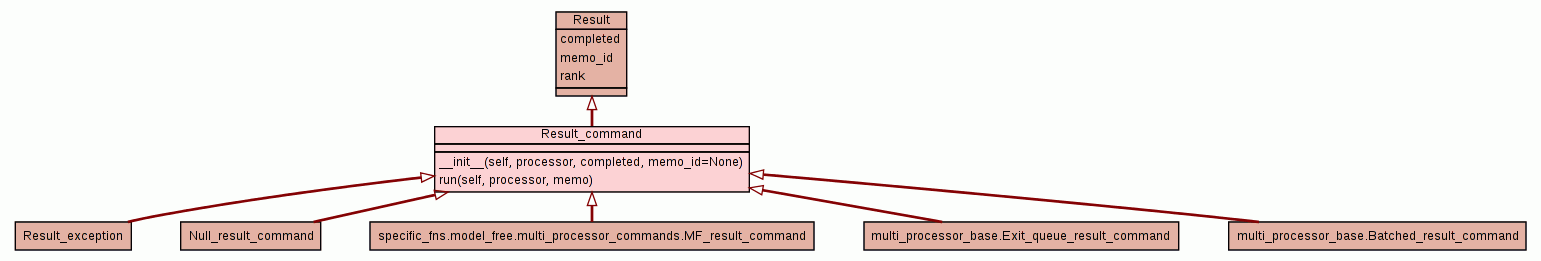 Result
completed
memo_id
rank
Result_command
__init__(self, processor, completed, memo_id=None)
run(self, processor, memo)
Result_exception
Null_result_command
specific_fns.model_free.multi_processor_commands.MF_result_command
multi_processor_base.Exit_queue_result_command
multi_processor_base.Batched_result_command